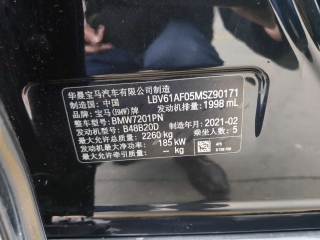 华晨宝马汽车有限公司制造
制造国: 中国 LBV61AF05MSZ90171
品牌: 宝马(BMW)牌 发动机排量: 1998 mL
整车型号: BMW7201PN
发动机型号: B48B20D 制造年月: 2021-02
最大允许总质量: 2260 kg 乘坐人数: 5
发动机最大净功率: 185 kW
最大允许牵引质量: -- kg